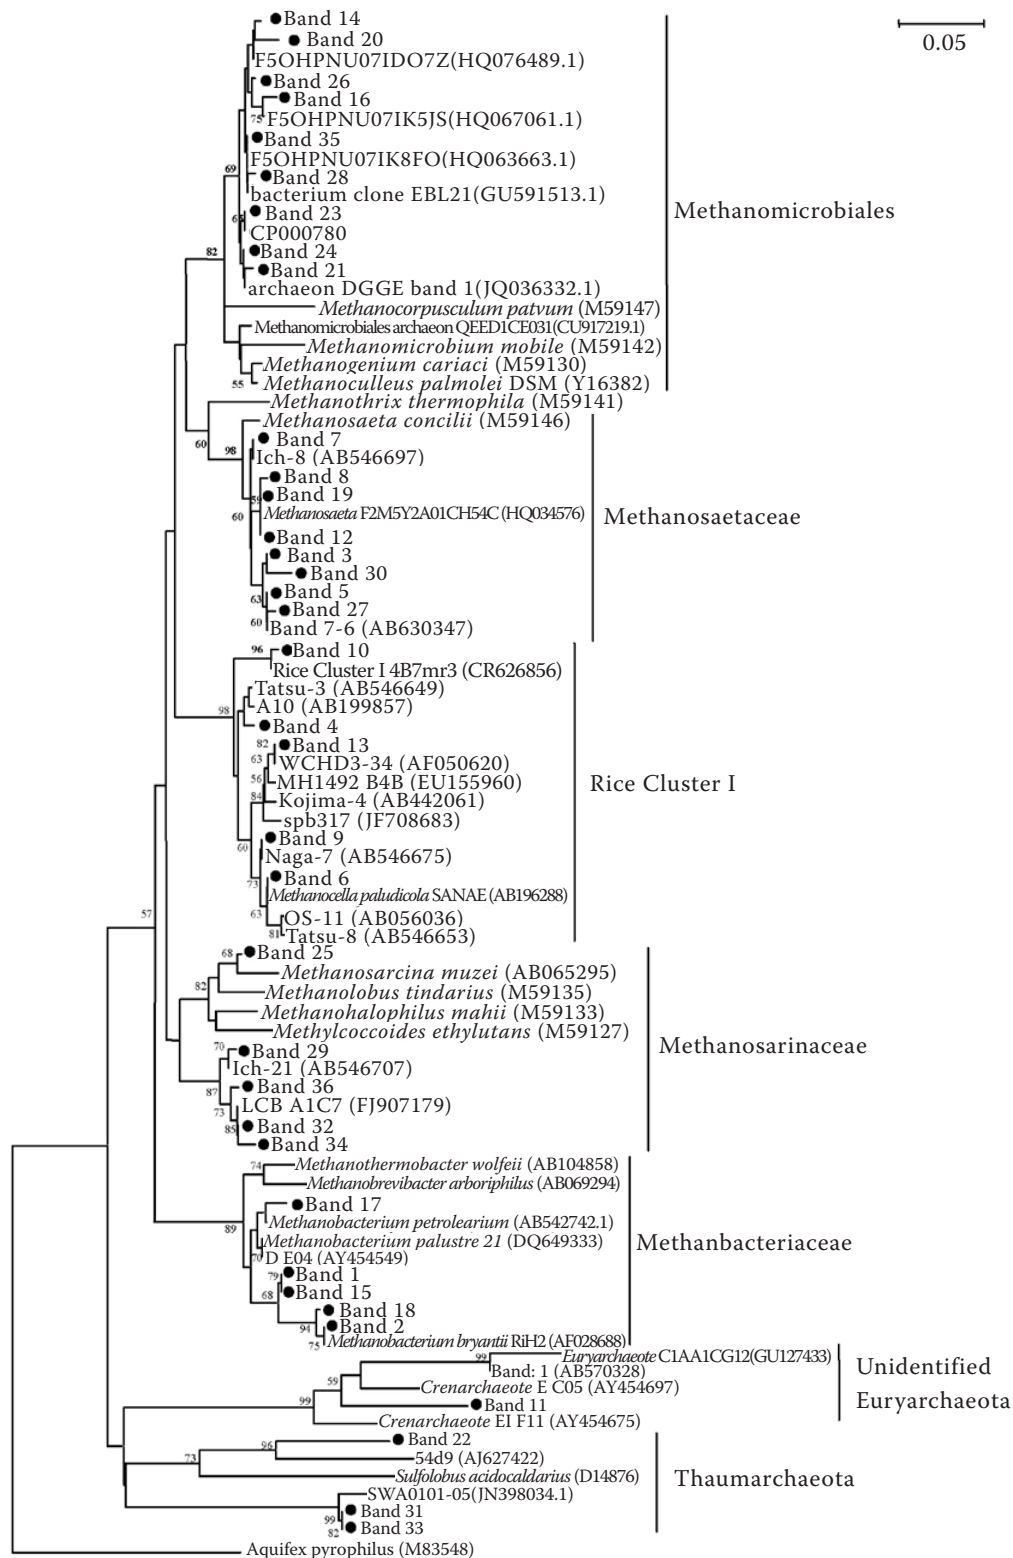 Band 14
0.05
Band 20
F5OHPNU07IDO7Z(HQ076489.1)
Band 26
Band 16
75
F5OHPNU07IK5JS(HQ067061.1)
Band 35
F5OHPNU07IK8FO(HQ063663.1)
69
Band 28
bacterium clone EBL21(GU591513.1)
Methanomicrobiales
Band 23
CP000780
82
Band 24
Band 21
archaeon DGGE band 1(JQ036332.1)
Methanocorpusculum patvum (M59147)
Methanomicrobiales archaeon QEED1CE031(CU917219.1)
Methanomicrobium mobile (M59142)
Methanogenium cariaci (M59130)
55
Methanoculleus palmolei DSM (Y16382)
Methanothrix thermophila (M59141)
Methanosaeta concilii (M59146)
60
98
Band 7
Ich-8 (AB546697)
Band 8
59
Band 19
60
Methanosaeta F2M5Y2A01CH54C (HQ034576)
Methanosaetaceae
Band 12
Band 3
Band 30
63
Band 5
Band 27
60
Band 7-6 (AB630347)
96
Band 10
Rice Cluster I 4B7mr3 (CR626856)
Tatsu-3 (AB546649)
98
A10 (AB199857)
Band 4
82
Band 13
63
WCHD3-34 (AF050620)
56
MH1492 B4B (EU155960)
Rice Cluster I
84
Kojima-4 (AB442061)
spb317 (JF708683)
Band 9
60
Naga-7 (AB546675)
73
Band 6
Methanocella paludicola SANAE (AB196288)
63
OS-11 (AB056036)
57
81
Tatsu-8 (AB546653)
68
Band 25
Methanosarcina muzei (AB065295)
82
Methanolobus tindarius (M59135)
Methanohalophilus mahii (M59133)
Methylcoccoides ethylutans (M59127)
70
Band 29
Methanosarinaceae
Ich-21 (AB546707)
87
Band 36
73
LCB A1C7 (FJ907179)
85
Band 32
Band 34
74
Methanothermobacter wolfeii (AB104858)
Methanobrevibacter arboriphilus (AB069294)
Band 17
89
Methanobacterium petrolearium (AB542742.1)
Methanobacterium palustre 21 (DQ649333)
Methanbacteriaceae
70
D E04 (AY454549)
79
Band 1
68
Band 15
Band 18
94
Band 2
75
Methanobacterium bryantii RiH2 (AF028688)
99
Euryarchaeote C1AA1CG12(GU127433)
Band: 1 (AB570328)
Unidentified
Euryarchaeota
59
Crenarchaeote E C05 (AY454697)
99
Band 11
Crenarchaeote EI F11 (AY454675)
96
Band 22
73
54d9 (AJ627422)
Sulfolobus acidocaldarius (D14876)
Thaumarchaeota
SWA0101-05(JN398034.1)
99
Band 31
82
Band 33
Aquifex pyrophilus (M83548)